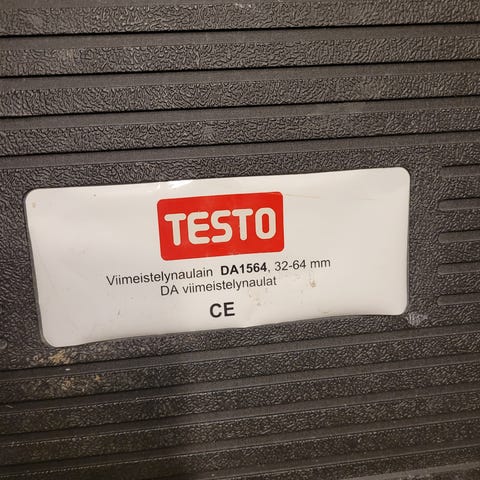 TESTO
Viimeistelynaulain DA1564, 32-64 mm
DA viimeistelynaulat
CE